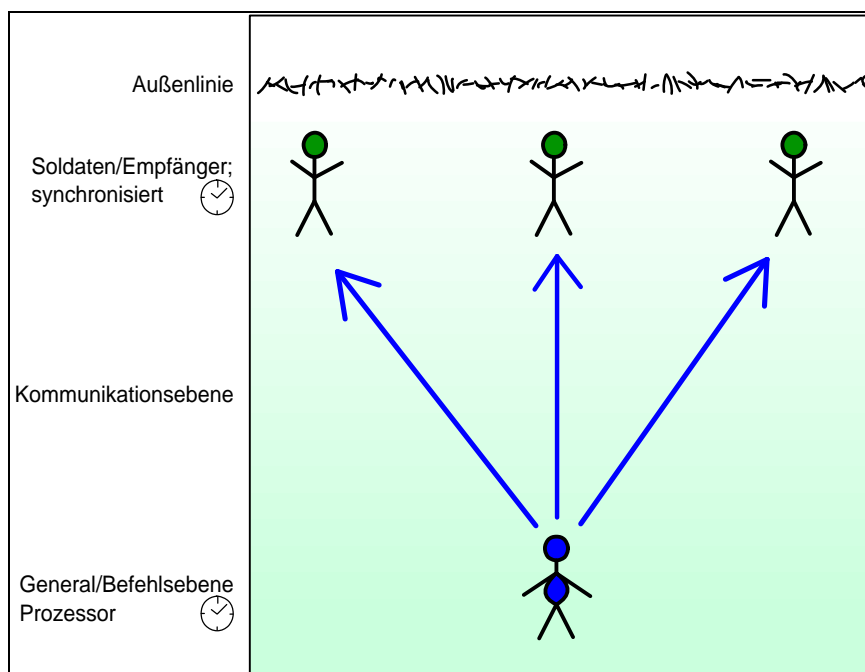 Außenlinie
Soldaten/Empfänger;
synchronisiert
Kommunikationsebene
General/Befehlsebene
Prozessor